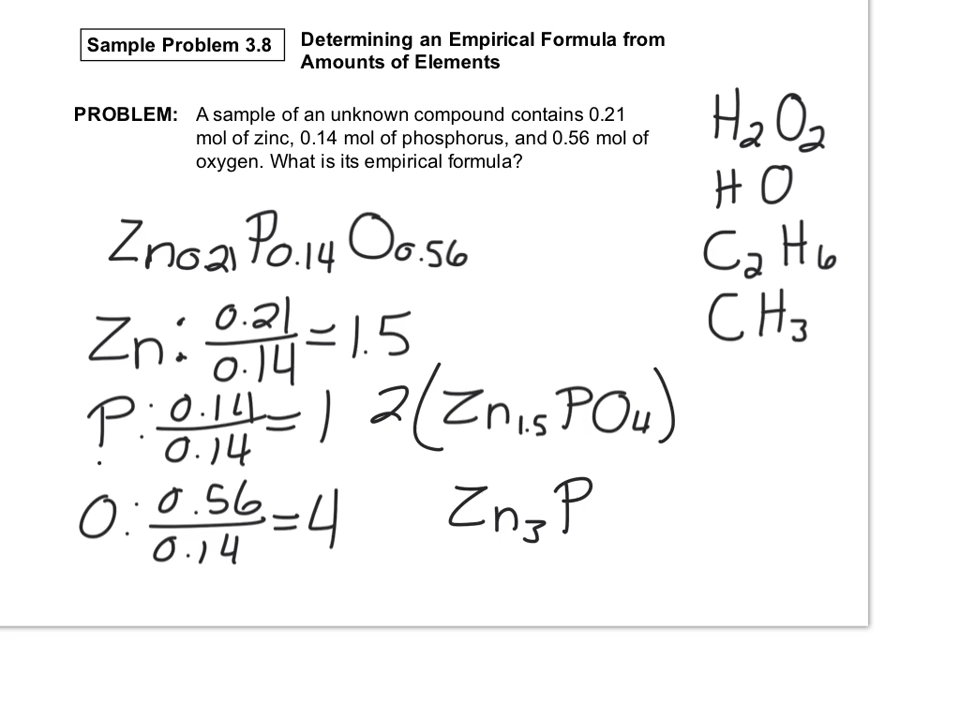 Sample Problem 3.8
Determining an Empirical Formula from
Amounts of Elements
PROBLEM: A sample of an unknown compound contains 0.21
mol of zinc, 0.14 mol of phosphorus, and 0.56 mol of
oxygen. What is its empirical formula?
H₂O₂
HO
C₂H₆
CH₃
Zn₀.₂₁P₀.₁₄O₀.₅₆
Zn: 0.21/0.14 = 1.5
P: 0.14/0.14 = 1
2(Zn₁.₅PO₄)
O: 0.56/0.14 = 4
Zn₃P